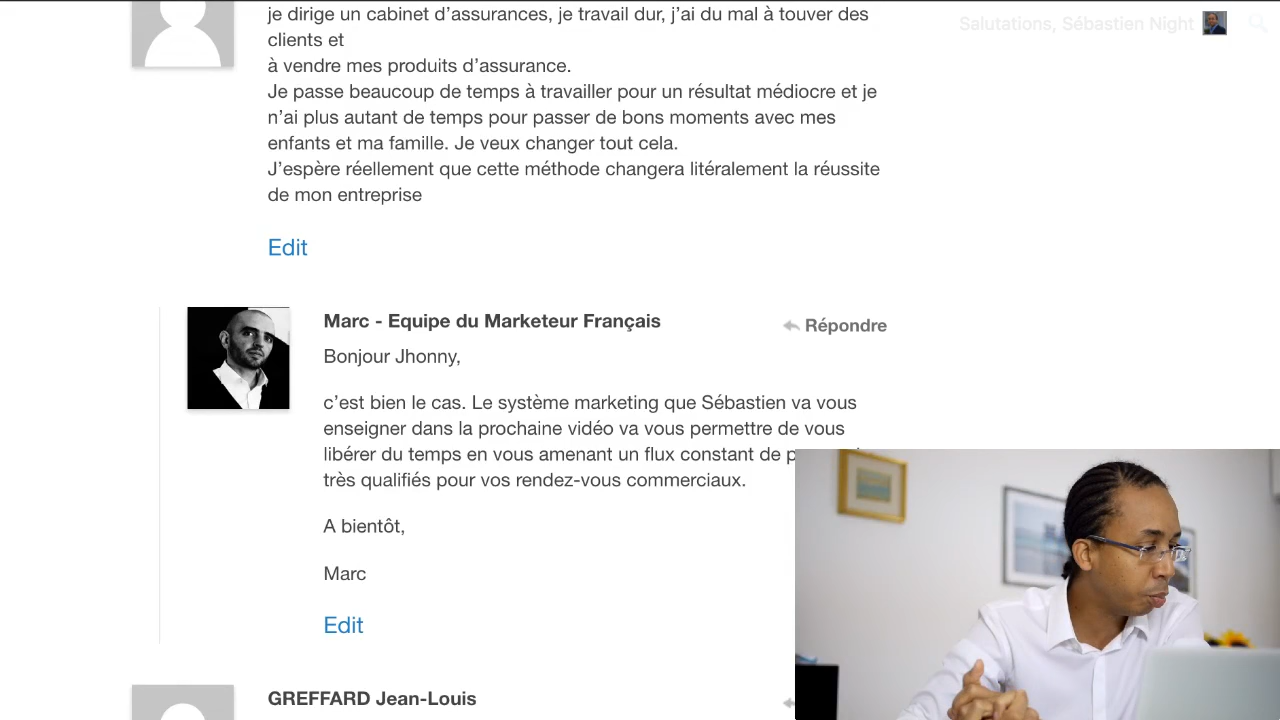 je dirige un cabinet d’assurances, je travail dur, j’ai du mal à touver des
clients et
à vendre mes produits d’assurance.
Je passe beaucoup de temps à travailler pour un résultat médiocre et je
n’ai plus autant de temps pour passer de bons moments avec mes
enfants et ma famille. Je veux changer tout cela.
J’espère réellement que cette méthode changera litéralement la réussite
de mon entreprise
Edit
Salutations, Sébastien Night
Marc - Equipe du Marketeur Français
Répondre
Bonjour Jhonny,
c’est bien le cas. Le système marketing que Sébastien va vous
enseigner dans la prochaine vidéo va vous permettre de vous
libérer du temps en vous amenant un flux constant de
très qualifiés pour vos rendez-vous commerciaux.
A bientôt,
Marc
Edit
GREFFARD Jean-Louis